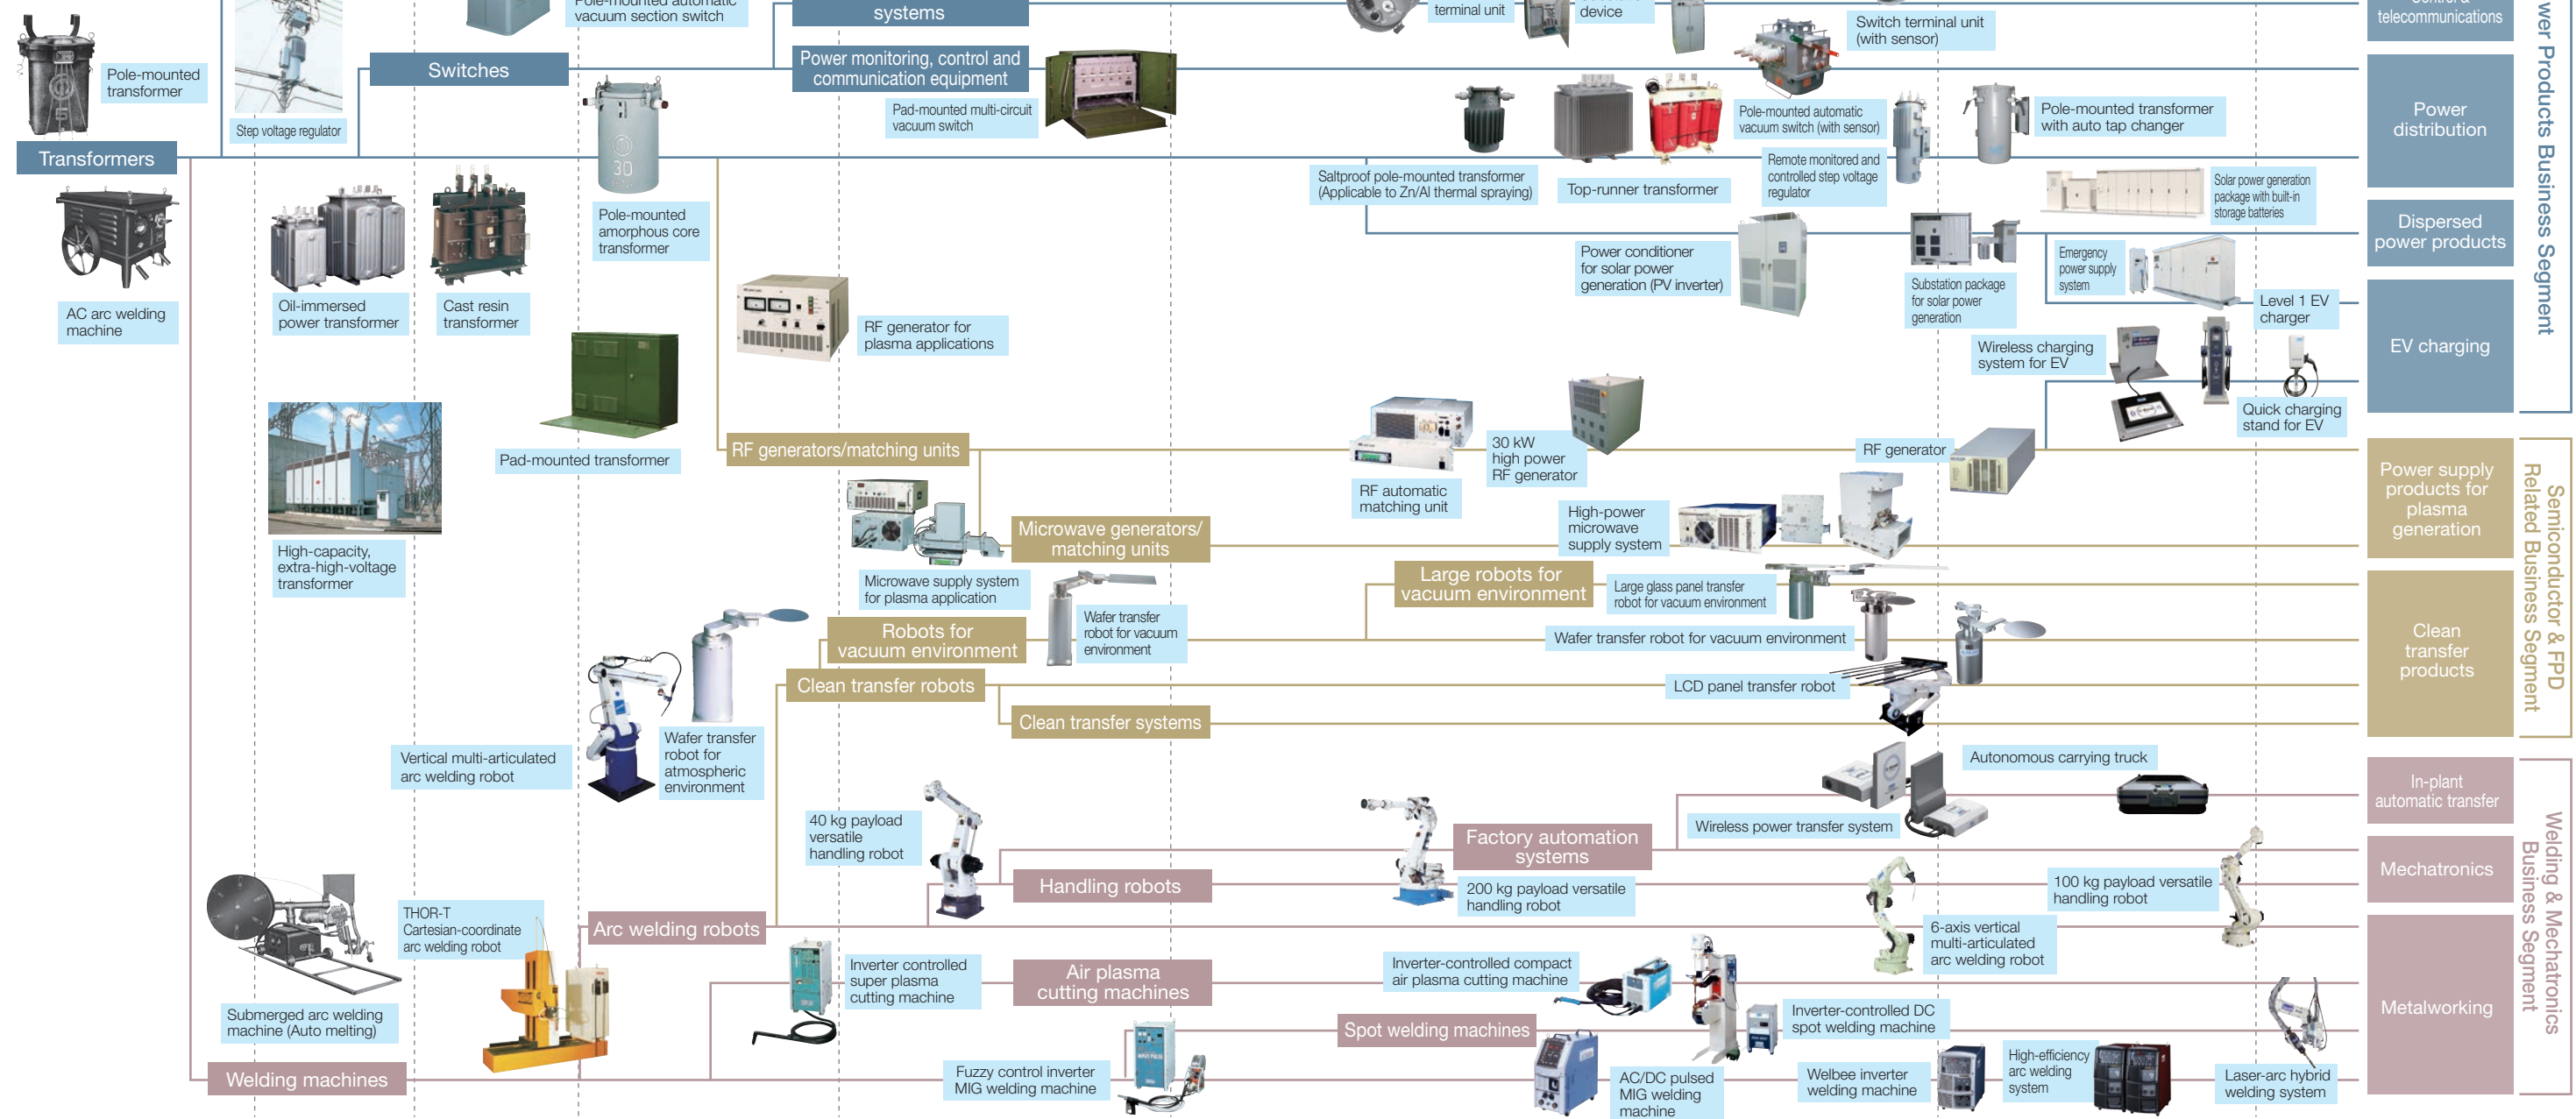 Pole-mounted automatic
vacuum section switch
systems
terminal unit
device
Switch terminal unit
(with sensor)
telecommunications
Pole-mounted
transformer
Step voltage regulator
Switches
Power monitoring, control and
communication equipment
Pad-mounted multi-circuit
vacuum switch
Pole-mounted automatic
vacuum switch (with sensor)
Pole-mounted transformer
with auto tap changer
Power
distribution
Transformers
Saltproof pole-mounted transformer
(Applicable to Zn/Al thermal spraying)
Top-runner transformer
Remote monitored and
controlled step voltage
regulator
Solar power generation
package with built-in
storage batteries
Pole-mounted
amorphous core
transformer
30
Dispersed
power products
AC arc welding
machine
Oil-immersed
power transformer
Cast resin
transformer
RF generator for
plasma applications
Power conditioner
for solar power
generation (PV inverter)
Substation package
for solar power
generation
Emergency
power supply
system
Level 1 EV
charger
Wireless charging
system for EV
Quick charging
stand for EV
EV charging
wer Products Business Segment
Pad-mounted transformer
RF generators/matching units
RF automatic
matching unit
30 kW
high power
RF generator
RF generator
High-capacity,
extra-high-voltage
transformer
Microwave generators/
matching units
High-power
microwave
supply system
Power supply
products for
plasma
generation
Microwave supply system
for plasma application
Wafer transfer
robot for vacuum
environment
Large robots for
vacuum environment
Large glass panel transfer
robot for vacuum environment
Robots for
vacuum environment
Wafer transfer robot for vacuum environment
Clean transfer robots
LCD panel transfer robot
Clean transfer systems
Clean
transfer
products
Semiconductor & FPD
Related Business Segment
Vertical multi-articulated
arc welding robot
Wafer transfer
robot for
atmospheric
environment
Autonomous carrying truck
In-plant
automatic transfer
40 kg payload
versatile
handling robot
Wireless power transfer system
Factory automation
systems
Mechatronics
Handling robots
200 kg payload versatile
handling robot
100 kg payload versatile
handling robot
THOR-T
Cartesian-coordinate
arc welding robot
Arc welding robots
6-axis vertical
multi-articulated
arc welding robot
Inverter controlled
super plasma
cutting machine
Air plasma
cutting machines
Inverter-controlled compact
air plasma cutting machine
Submerged arc welding
machine (Auto melting)
Spot welding machines
Inverter-controlled DC
spot welding machine
Metalworking
Welding machines
Fuzzy control inverter
MIG welding machine
AC/DC pulsed
MIG welding
machine
Welbee inverter
welding machine
High-efficiency
arc welding
system
Laser-arc hybrid
welding system
Welding & Mechatronics
Business Segment